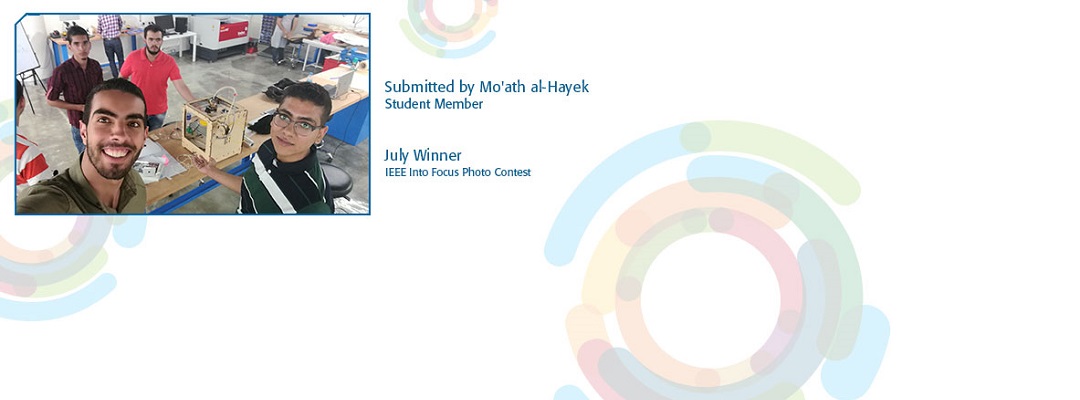 Submitted by Mo'ath al-Hayek
Student Member
July Winner
IEEE Into Focus Photo Contest